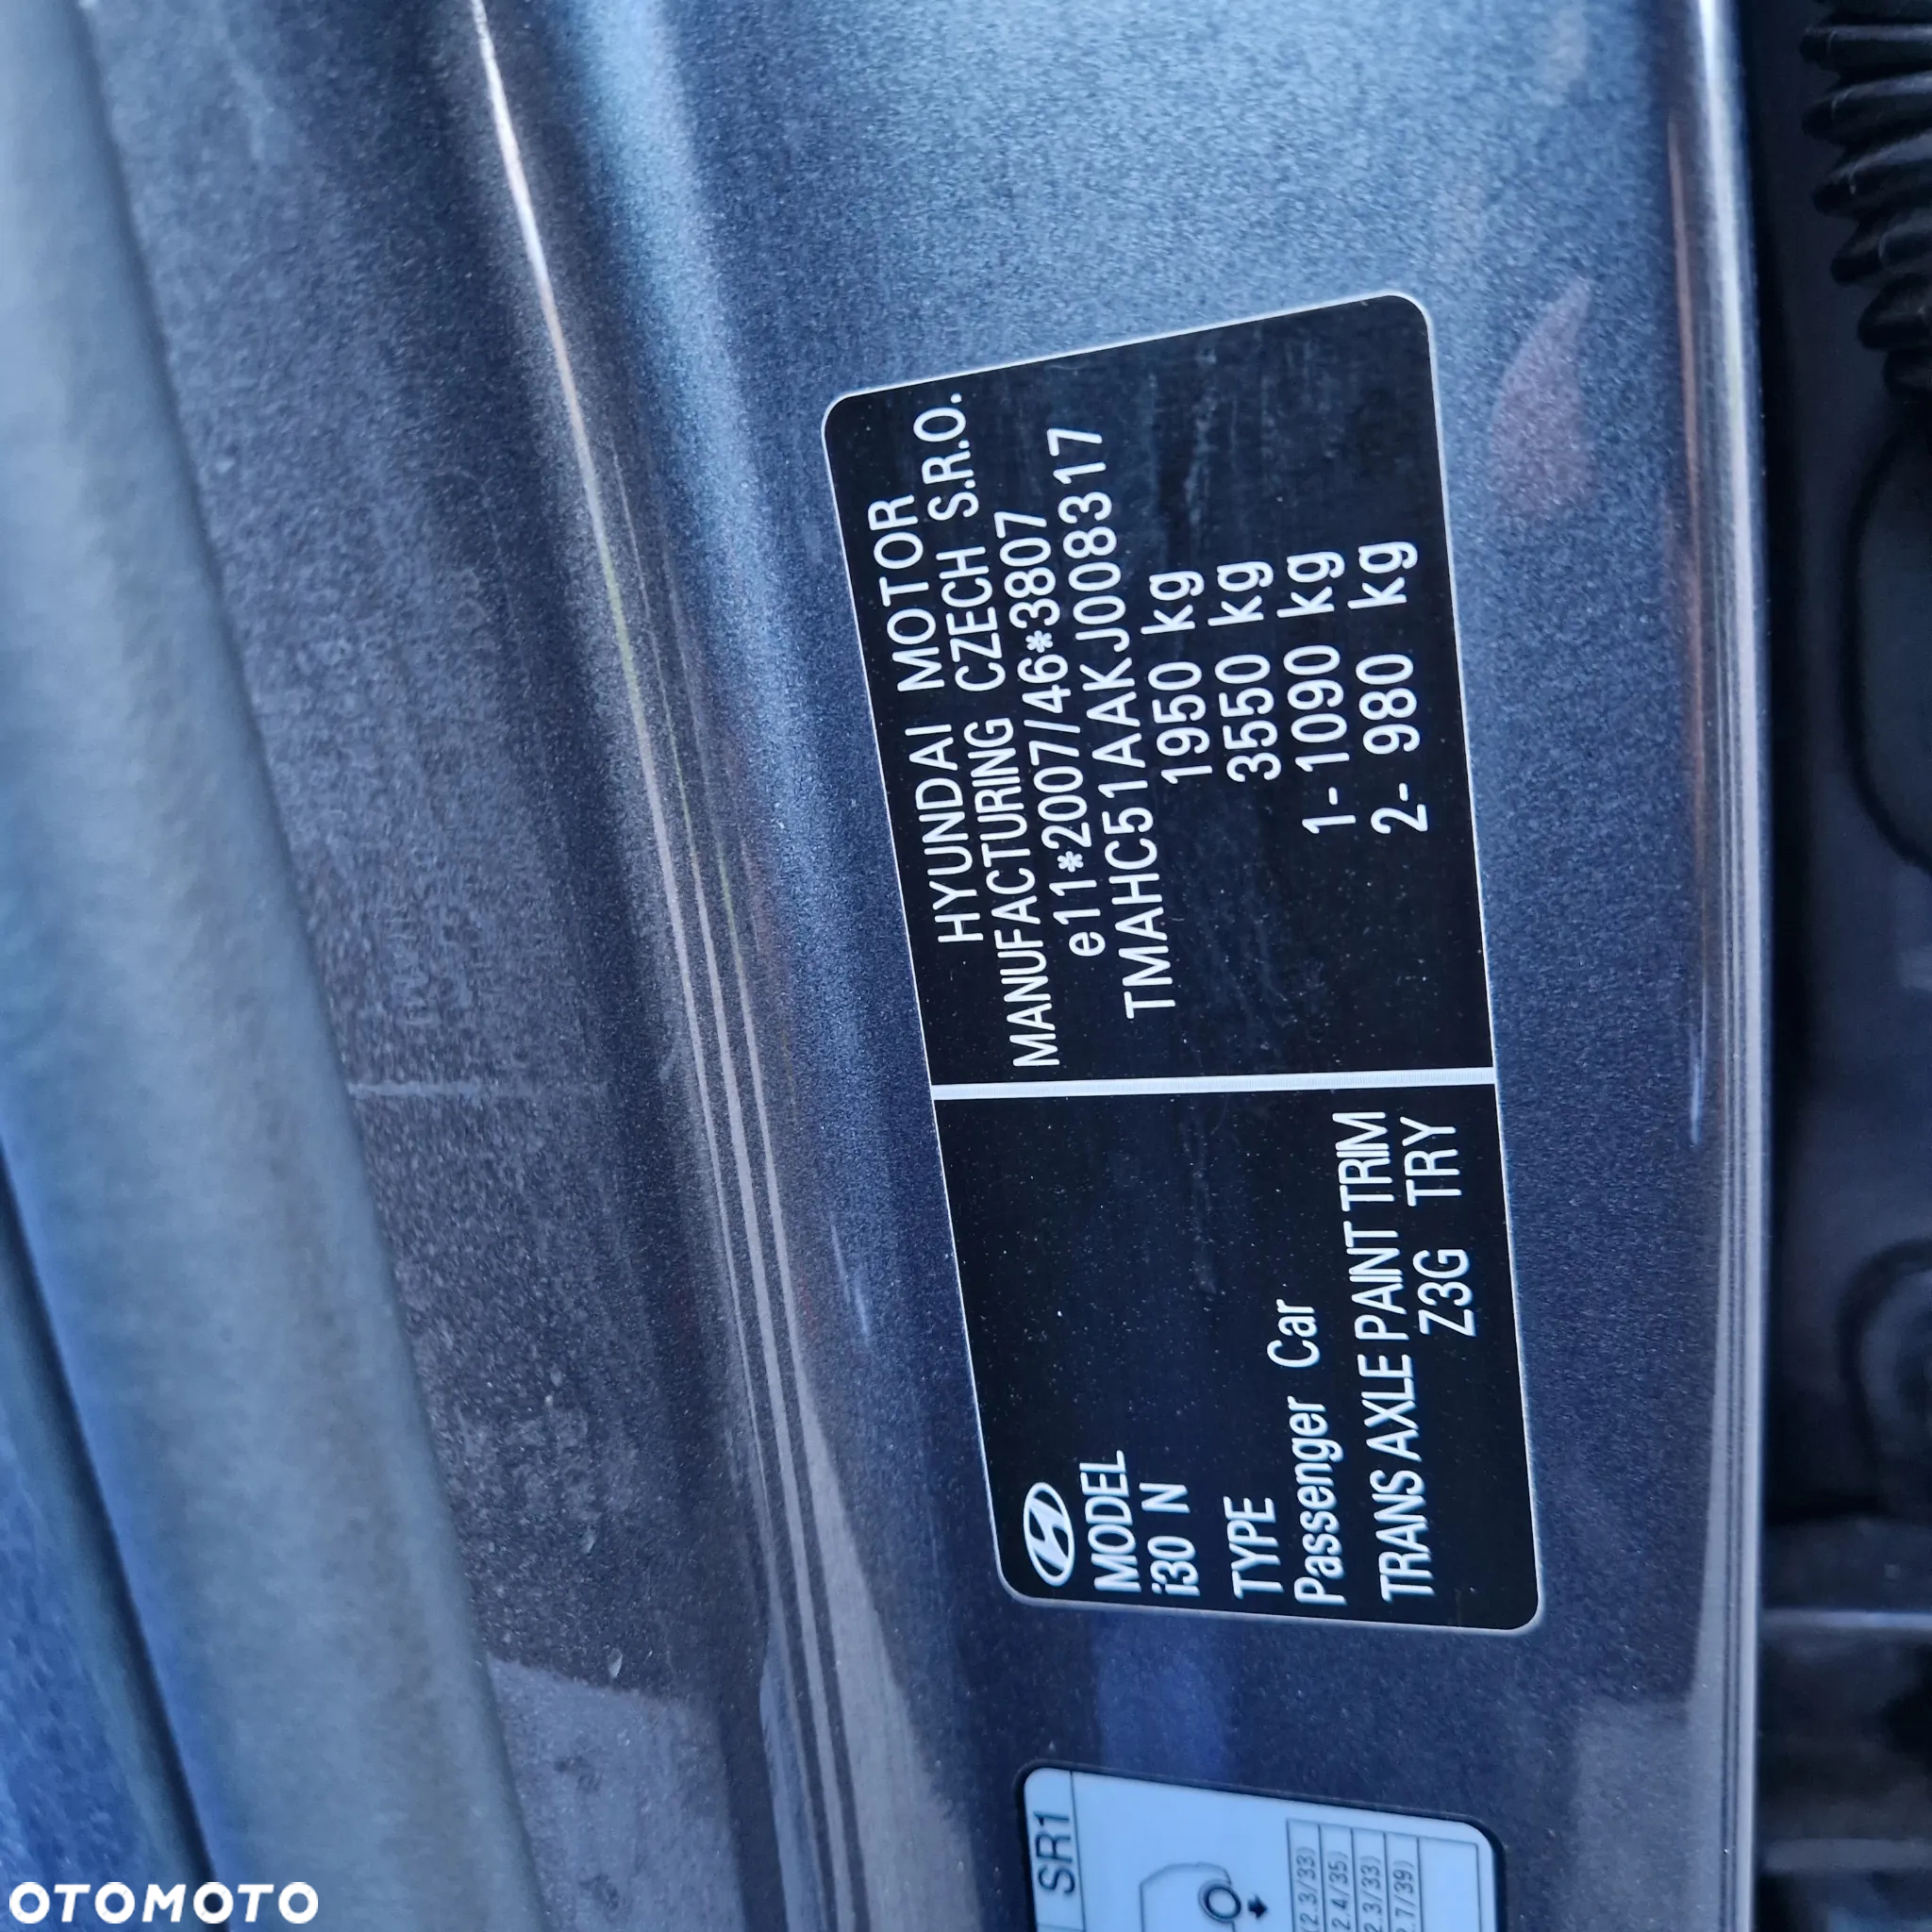 HYUNDAI MOTOR
MANUFACTURING CZECH S.R.O.
e11*2007/46*3807
TMAHC51AAKJ008317
1950 kg
3550 kg
1- 1090 kg
2- 980 kg
MODEL
i30 N
TYPE
Passenger Car
TRANS AXLE PAINT TRIM
Z3G TRY
SR1
OTOMOTO